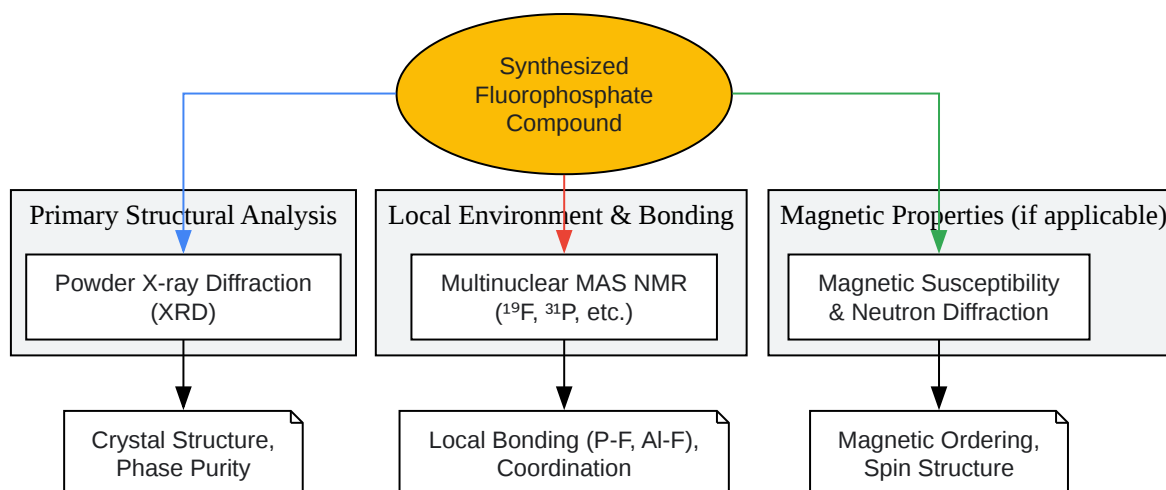 Synthesized
Fluorophosphate
Compound
Primary Structural Analysis
Local Environment & Bonding
Magnetic Properties (if applicable)
Powder X-ray Diffraction
(XRD)
Multinuclear MAS NMR
(¹⁹F, ³¹P, etc.)
Magnetic Susceptibility
& Neutron Diffraction
Crystal Structure,
Phase Purity
Local Bonding (P-F, Al-F),
Coordination
Magnetic Ordering,
Spin Structure